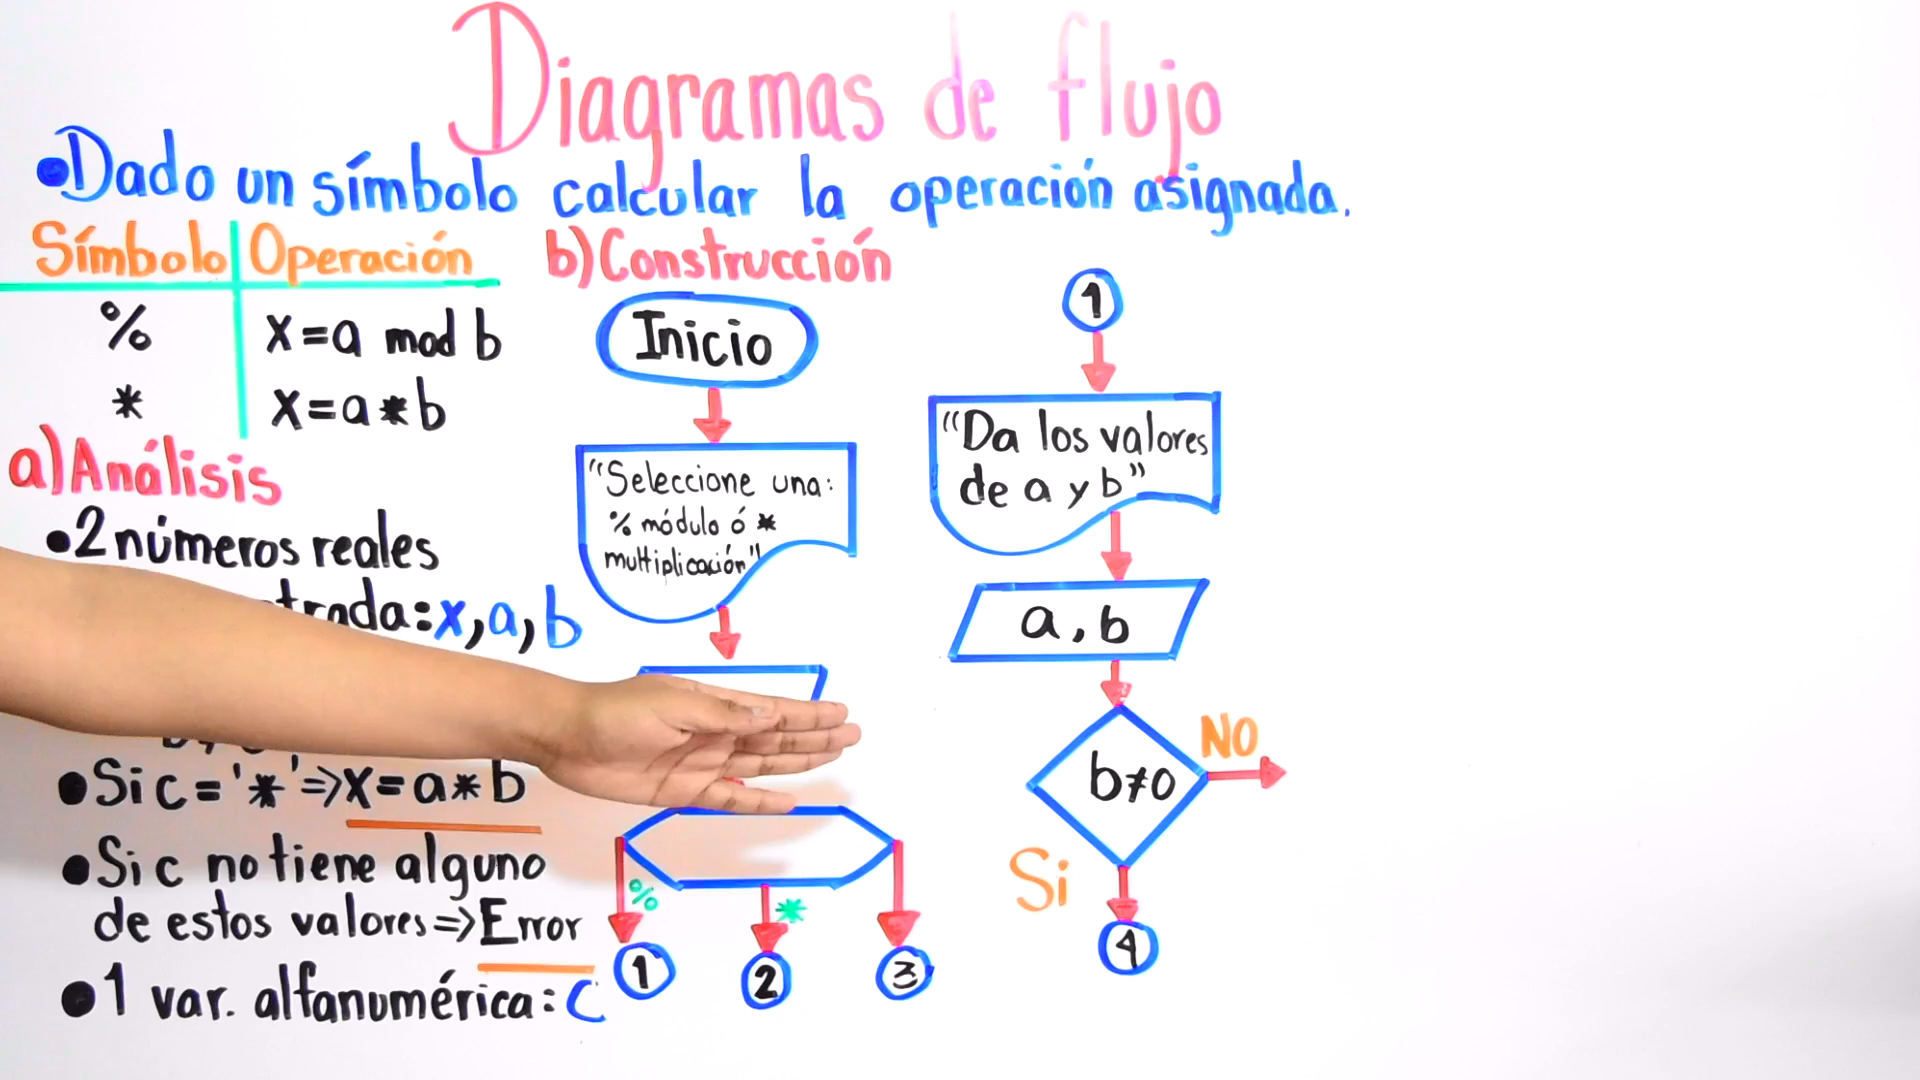 Diagramas de flujo
•Dado un símbolo calcular la operación asignada.
Símbolo Operación
% x=a mod b
* x=a*b
a) Análisis
•2 números reales
:x,a,b
•Si c='*'=>x=a*b
•Si c no tiene alguno
de estos valores=>Error
•1 var. alfanumérica:c
b) Construcción
Inicio
"Seleccione una:
% módulo ó *
multiplicación"
%
*
1
2
3
1
"Da los valores
de a y b"
a,b
b≠0
NO
Si
4